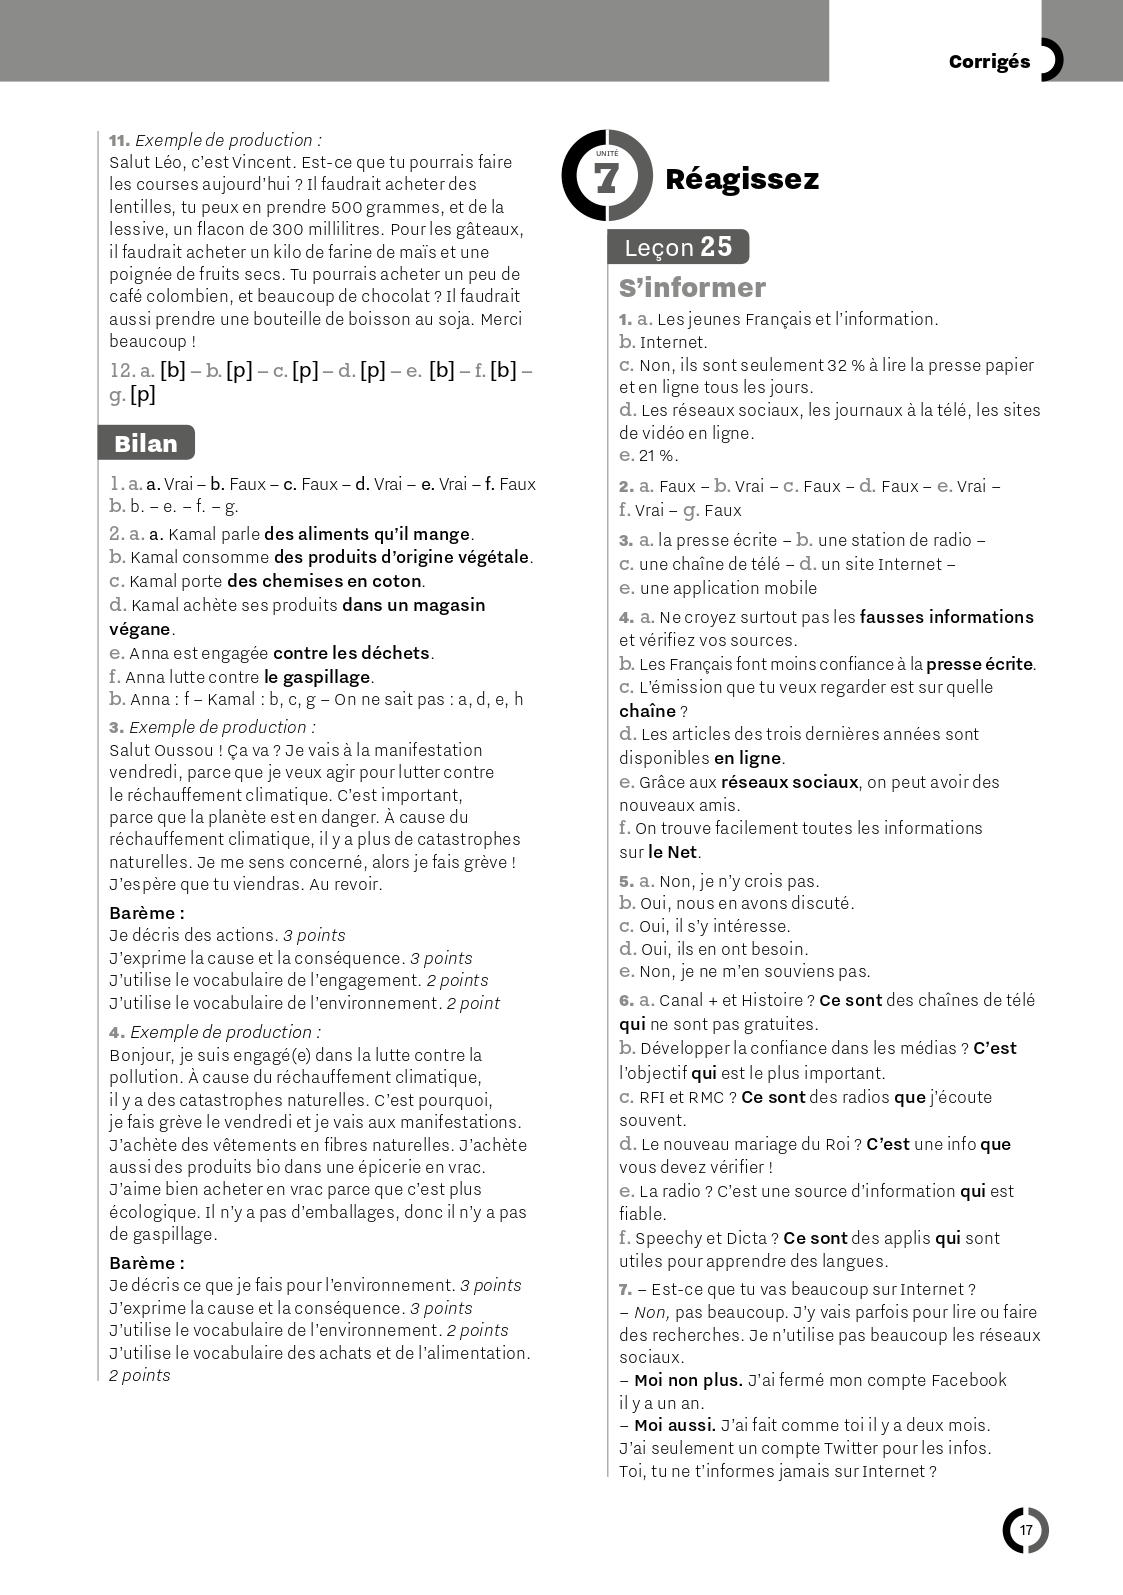 Corrigés
11. Exemple de production :
Salut Léo, c’est Vincent. Est-ce que tu pourrais faire
les courses aujourd’hui ? Il faudrait acheter des
lentilles, tu peux en prendre 500 grammes, et de la
lessive, un flacon de 300 millilitres. Pour les gâteaux,
il faudrait acheter un kilo de farine de maïs et une
poignée de fruits secs. Tu pourrais acheter un peu de
café colombien, et beaucoup de chocolat ? Il faudrait
aussi prendre une bouteille de boisson au soja. Merci
beaucoup !
12. a. [b] – b. [p] – c. [p] – d. [p] – e. [b] – f. [b] –
g. [p]
Bilan
1. a. a. Vrai – b. Faux – c. Faux – d. Vrai – e. Vrai – f. Faux
b. b. – e. – f. – g.
2. a. a. Kamal parle des aliments qu’il mange.
b. Kamal consomme des produits d’origine végétale.
c. Kamal porte des chemises en coton.
d. Kamal achète ses produits dans un magasin
végane.
e. Anna est engagée contre les déchets.
f. Anna lutte contre le gaspillage.
b. Anna : f – Kamal : b, c, g – On ne sait pas : a, d, e, h
3. Exemple de production :
Salut Oussou ! Ça va ? Je vais à la manifestation
vendredi, parce que je veux agir pour lutter contre
le réchauffement climatique. C’est important,
parce que la planète est en danger. À cause du
réchauffement climatique, il y a plus de catastrophes
naturelles. Je me sens concerné, alors je fais grève !
J’espère que tu viendras. Au revoir.
Barème :
Je décris des actions. 3 points
J’exprime la cause et la conséquence. 3 points
J’utilise le vocabulaire de l’engagement. 2 points
J’utilise le vocabulaire de l’environnement. 2 point
4. Exemple de production :
Bonjour, je suis engagé(e) dans la lutte contre la
pollution. À cause du réchauffement climatique,
il y a des catastrophes naturelles. C’est pourquoi,
je fais grève le vendredi et je vais aux manifestations.
J’achète des vêtements en fibres naturelles. J’achète
aussi des produits bio dans une épicerie en vrac.
J’aime bien acheter en vrac parce que c’est plus
écologique. Il n’y a pas d’emballages, donc il n’y a pas
de gaspillage.
Barème :
Je décris ce que je fais pour l’environnement. 3 points
J’exprime la cause et la conséquence. 3 points
J’utilise le vocabulaire de l’environnement. 2 points
J’utilise le vocabulaire des achats et de l’alimentation.
2 points
UNITÉ
7
Réagissez
Leçon 25
S’informer
1. a. Les jeunes Français et l’information.
b. Internet.
c. Non, ils sont seulement 32 % à lire la presse papier
et en ligne tous les jours.
d. Les réseaux sociaux, les journaux à la télé, les sites
de vidéo en ligne.
e. 21 %.
2. a. Faux – b. Vrai – c. Faux – d. Faux – e. Vrai –
f. Vrai – g. Faux
3. a. la presse écrite – b. une station de radio –
c. une chaîne de télé – d. un site Internet –
e. une application mobile
4. a. Ne croyez surtout pas les fausses informations
et vérifiez vos sources.
b. Les Français font moins confiance à la presse écrite.
c. L’émission que tu veux regarder est sur quelle
chaîne ?
d. Les articles des trois dernières années sont
disponibles en ligne.
e. Grâce aux réseaux sociaux, on peut avoir des
nouveaux amis.
f. On trouve facilement toutes les informations
sur le Net.
5. a. Non, je n’y crois pas.
b. Oui, nous en avons discuté.
c. Oui, il s’y intéresse.
d. Oui, ils en ont besoin.
e. Non, je ne m’en souviens pas.
6. a. Canal + et Histoire ? Ce sont des chaînes de télé
qui ne sont pas gratuites.
b. Développer la confiance dans les médias ? C’est
l’objectif qui est le plus important.
c. RFI et RMC ? Ce sont des radios que j’écoute
souvent.
d. Le nouveau mariage du Roi ? C’est une info que
vous devez vérifier !
e. La radio ? C’est une source d’information qui est
fiable.
f. Speechy et Dicta ? Ce sont des applis qui sont
utiles pour apprendre des langues.
7. – Est-ce que tu vas beaucoup sur Internet ?
– Non, pas beaucoup. J’y vais parfois pour lire ou faire
des recherches. Je n’utilise pas beaucoup les réseaux
sociaux.
– Moi non plus. J’ai fermé mon compte Facebook
il y a un an.
– Moi aussi. J’ai fait comme toi il y a deux mois.
J’ai seulement un compte Twitter pour les infos.
Toi, tu ne t’informes jamais sur Internet ?
17